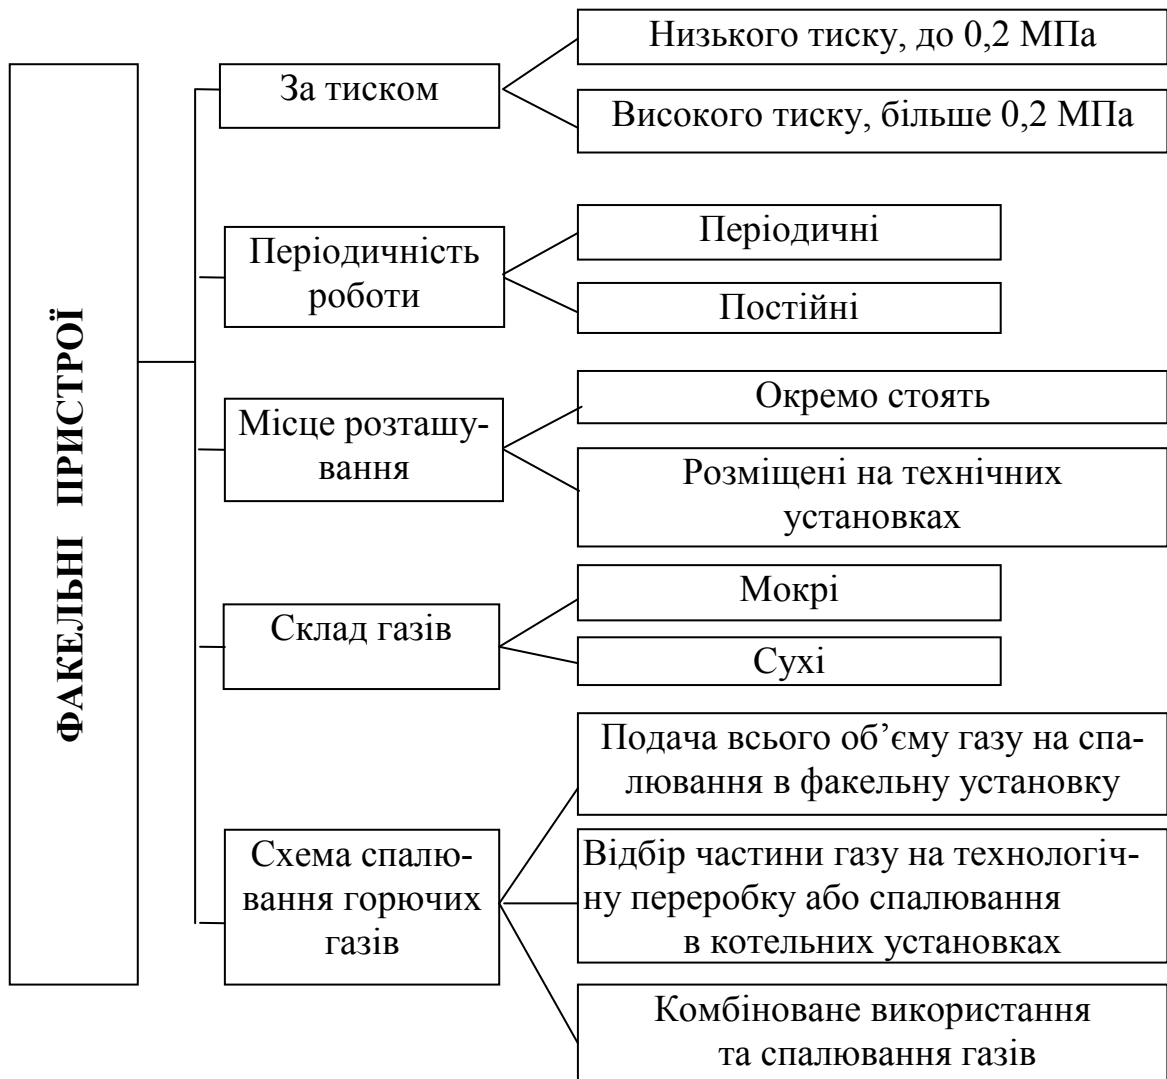 ФАКЕЛЬНІ ПРИСТРОЇ
За тиском
Низького тиску, до 0,2 МПа
Високого тиску, більше 0,2 МПа
Періодичність
роботи
Періодичні
Постійні
Місце розташу-
вання
Окремо стоять
Розміщені на технічних
установках
Склад газів
Мокрі
Сухі
Схема спалю-
вання горючих
газів
Подача всього об’єму газу на спа-
лювання в факельну установку
Відбір частини газу на технологіч-
ну переробку або спалювання
в котельних установках
Комбіноване використання
та спалювання газів